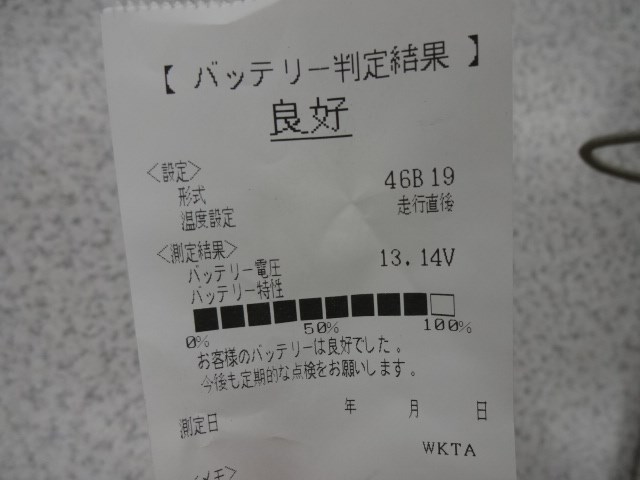 【 バッテリー判定結果 】
良好
<設定>
形式 46B19
温度設定 走行直後
<測定結果>
バッテリー電圧 13.14V
バッテリー特性
0% 50% 100%
お客様のバッテリーは良好でした。
今後も定期的な点検をお願いします。
測定日 年 月 日
WKTA
<メモ>